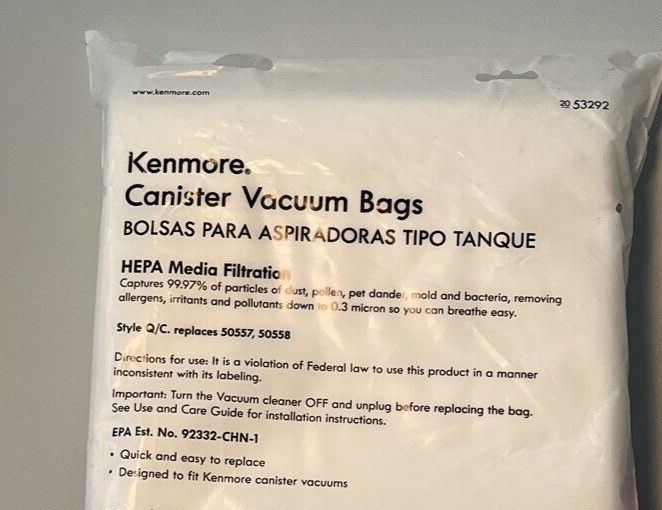 www.kenmore.com
20 53292
Kenmore®
Canister Vacuum Bags
BOLSAS PARA ASPIRADORAS TIPO TANQUE
HEPA Media Filtration
Captures 99.97% of particles of dust, pollen, pet dander, mold and bacteria, removing
allergens, irritants and pollutants down to 0.3 micron so you can breathe easy.
Style Q/C. replaces 50557, 50558
Directions for use: It is a violation of Federal law to use this product in a manner
inconsistent with its labeling.
Important: Turn the Vacuum cleaner OFF and unplug before replacing the bag.
See Use and Care Guide for installation instructions.
EPA Est. No. 92332-CHN-1
• Quick and easy to replace
• Designed to fit Kenmore canister vacuums